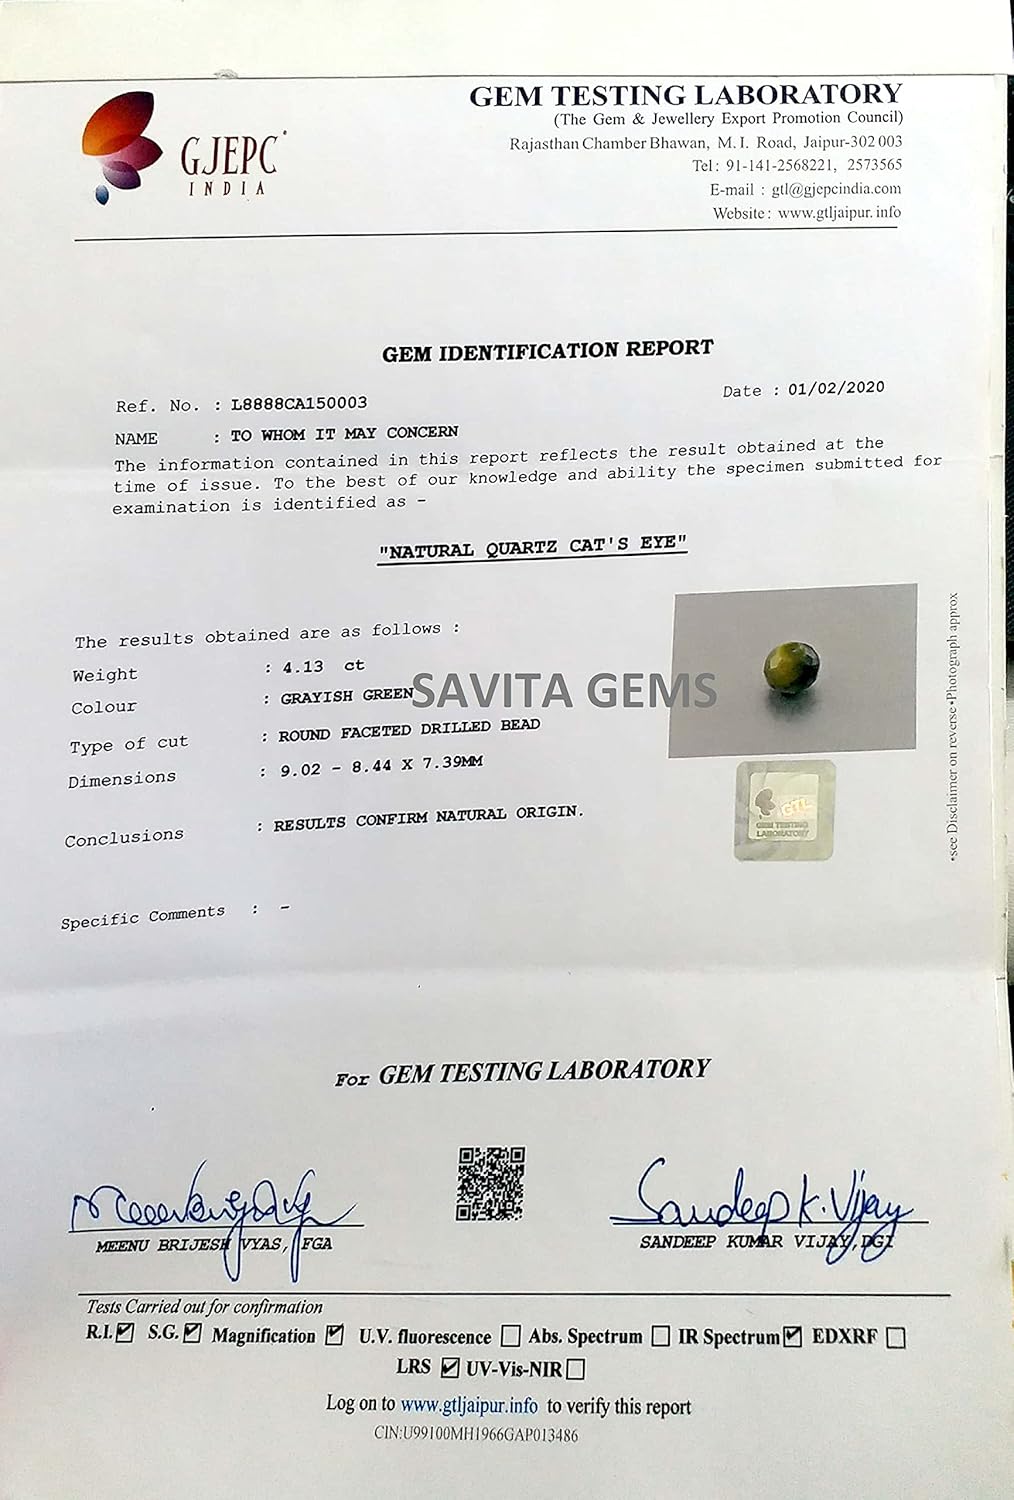 GJEPC
INDIA
GEM TESTING LABORATORY
(The Gem & Jewellery Export Promotion Council)
Rajasthan Chamber Bhawan, M.I. Road, Jaipur-302 003
Tel: 91-141-2568221, 2573565
E-mail : gtl@gjepcindia.com
Website: www.gtljaipur.info
GEM IDENTIFICATION REPORT
Ref. No. : L8888CA150003
Date : 01/02/2020
NAME : TO WHOM IT MAY CONCERN
The information contained in this report reflects the result obtained at the
time of issue. To the best of our knowledge and ability the specimen submitted for
examination is identified as -
"NATURAL QUARTZ CAT'S EYE"
The results obtained are as follows :
Weight : 4.13 ct
Colour : GRAYISH GREEN
SAVITA GEMS
Type of cut : ROUND FACETED DRILLED BEAD
Dimensions : 9.02 - 8.44 X 7.39MM
Conclusions : RESULTS CONFIRM NATURAL ORIGIN.
GTL
GEM TESTING
LABORATORY
•see Disclaimer on reverse•Photograph approx
Specific Comments : -
For GEM TESTING LABORATORY
Sandeep K. Vijay
MEENU BRIJESH VYAS, FGA
SANDEEP KUMAR VIJAY, DGI
Tests Carried out for confirmation
R.I. ☑ S.G. ☑ Magnification ☑ U.V. fluorescence ☐ Abs. Spectrum ☐ IR Spectrum ☑ EDXRF ☐
LRS ☑ UV-Vis-NIR ☐
Log on to www.gtljaipur.info to verify this report
CIN:U99100MH1966GAP013486